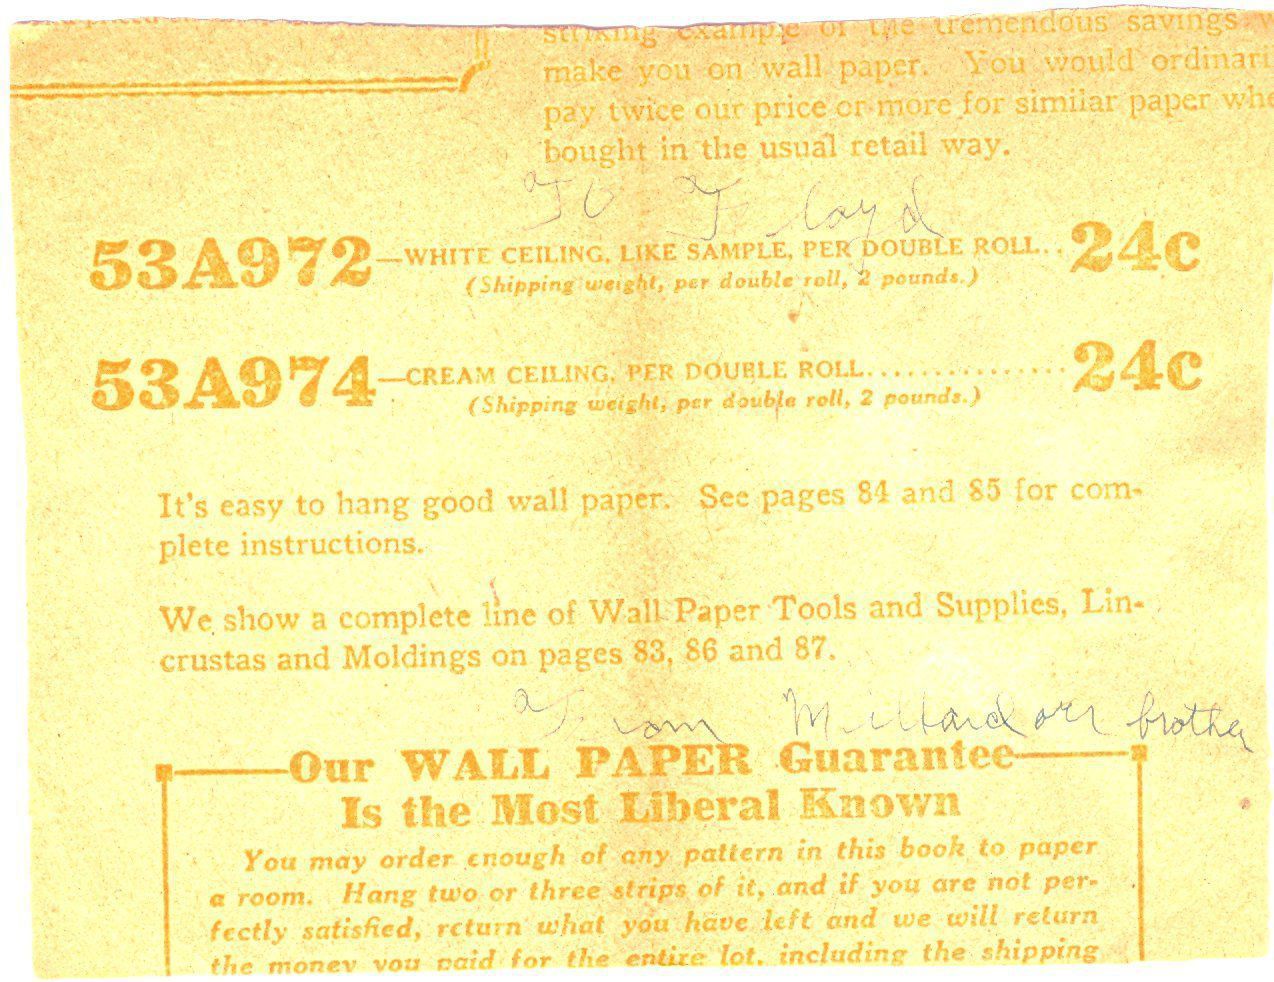 striking example of the tremendous savings
make you on wall paper. You would ordinari
pay twice our price or more for similar paper whe
bought in the usual retail way.
To Floyd
53A972—WHITE CEILING, LIKE SAMPLE, PER DOUBLE ROLL.. 24c
(Shipping weight, per double roll, 2 pounds.)
53A974—CREAM CEILING, PER DOUBLE ROLL............... 24c
(Shipping weight, per double roll, 2 pounds.)
It's easy to hang good wall paper. See pages 84 and 85 for com-
plete instructions.
We show a complete line of Wall Paper Tools and Supplies, Lin-
crustas and Moldings on pages 83, 86 and 87.
From Millard our brother
Our WALL PAPER Guarantee
Is the Most Liberal Known
You may order enough of any pattern in this book to paper
a room. Hang two or three strips of it, and if you are not per-
fectly satisfied, return what you have left and we will return
the money you paid for the entire lot, including the shipping